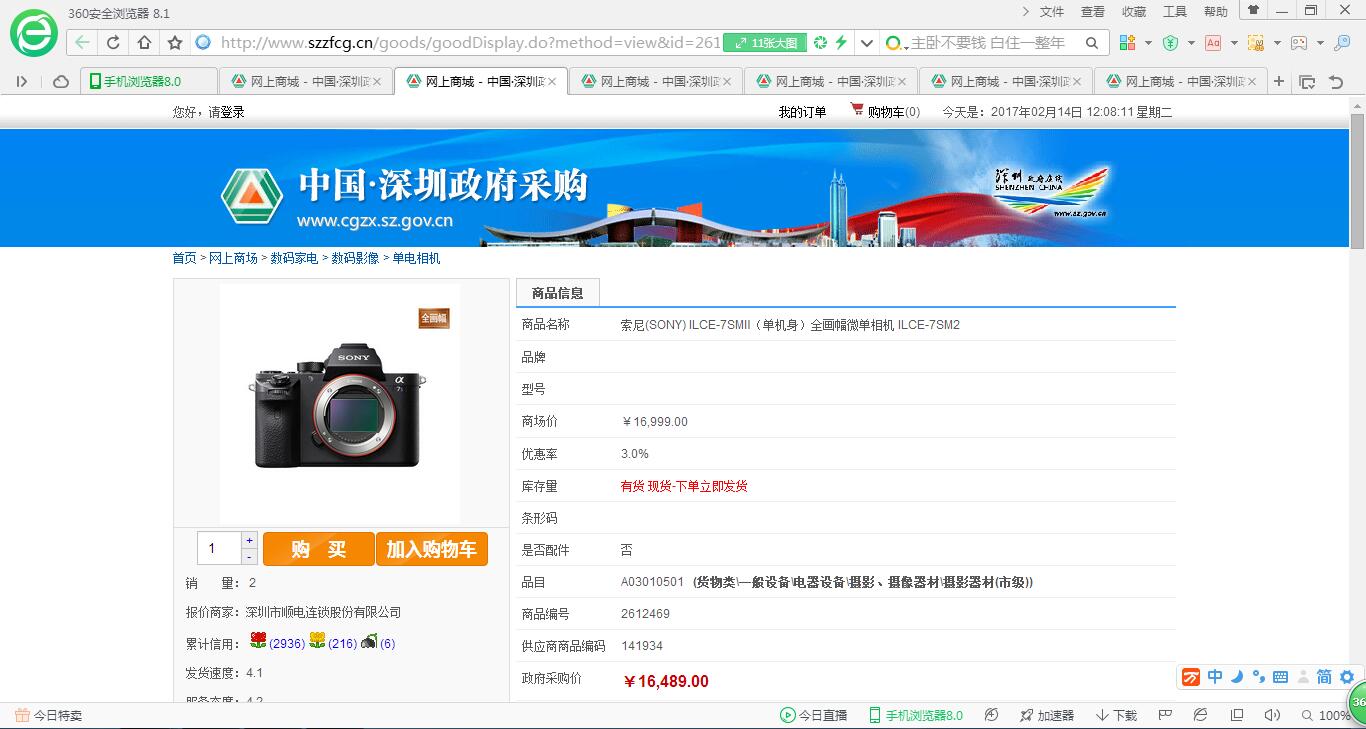 360安全浏览器 8.1
文件 查看 收藏 工具 帮助
http://www.szzfcg.cn/goods/goodDisplay.do?method=view&id=261
11张大图
主卧不要钱 白住一整年
手机浏览器8.0
网上商城 - 中国·深圳政
网上商城 - 中国·深圳政
网上商城 - 中国·深圳政
网上商城 - 中国·深圳政
网上商城 - 中国·深圳政
网上商城 - 中国·深圳政
您好，请登录
我的订单 购物车(0) 今天是：2017年02月14日 12:08:11 星期二
中国·深圳政府采购
www.cgzx.sz.gov.cn
深圳 政府在线
SHENZHEN CHINA
www.sz.gov.cn
首页 > 网上商场 > 数码家电 > 数码影像 > 单电相机
全画幅
SONY
α
7s
1
+
-
购 买
加入购物车
销 量：2
报价商家：深圳市顺电连锁股份有限公司
累计信用：(2936) (216) (6)
发货速度：4.1
服务态度：4.2
商品信息
商品名称 索尼(SONY) ILCE-7SMII（单机身）全画幅微单相机 ILCE-7SM2
品牌
型号
商场价 ￥16,999.00
优惠率 3.0%
库存量 有货 现货-下单立即发货
条形码
是否配件 否
品目 A03010501 (货物类\一般设备\电器设备\摄影、摄像器材\摄影器材(市级))
商品编号 2612469
供应商商品编码 141934
政府采购价 ￥16,489.00
中 简
36
今日特卖
今日直播 手机浏览器8.0 加速器 下载 100%